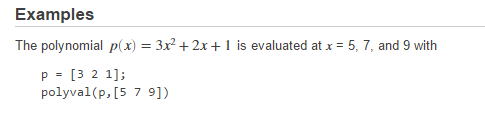 Examples
The polynomial p(x) = 3x² + 2x + 1 is evaluated at x = 5, 7, and 9 with
p = [3 2 1];
polyval(p,[5 7 9])